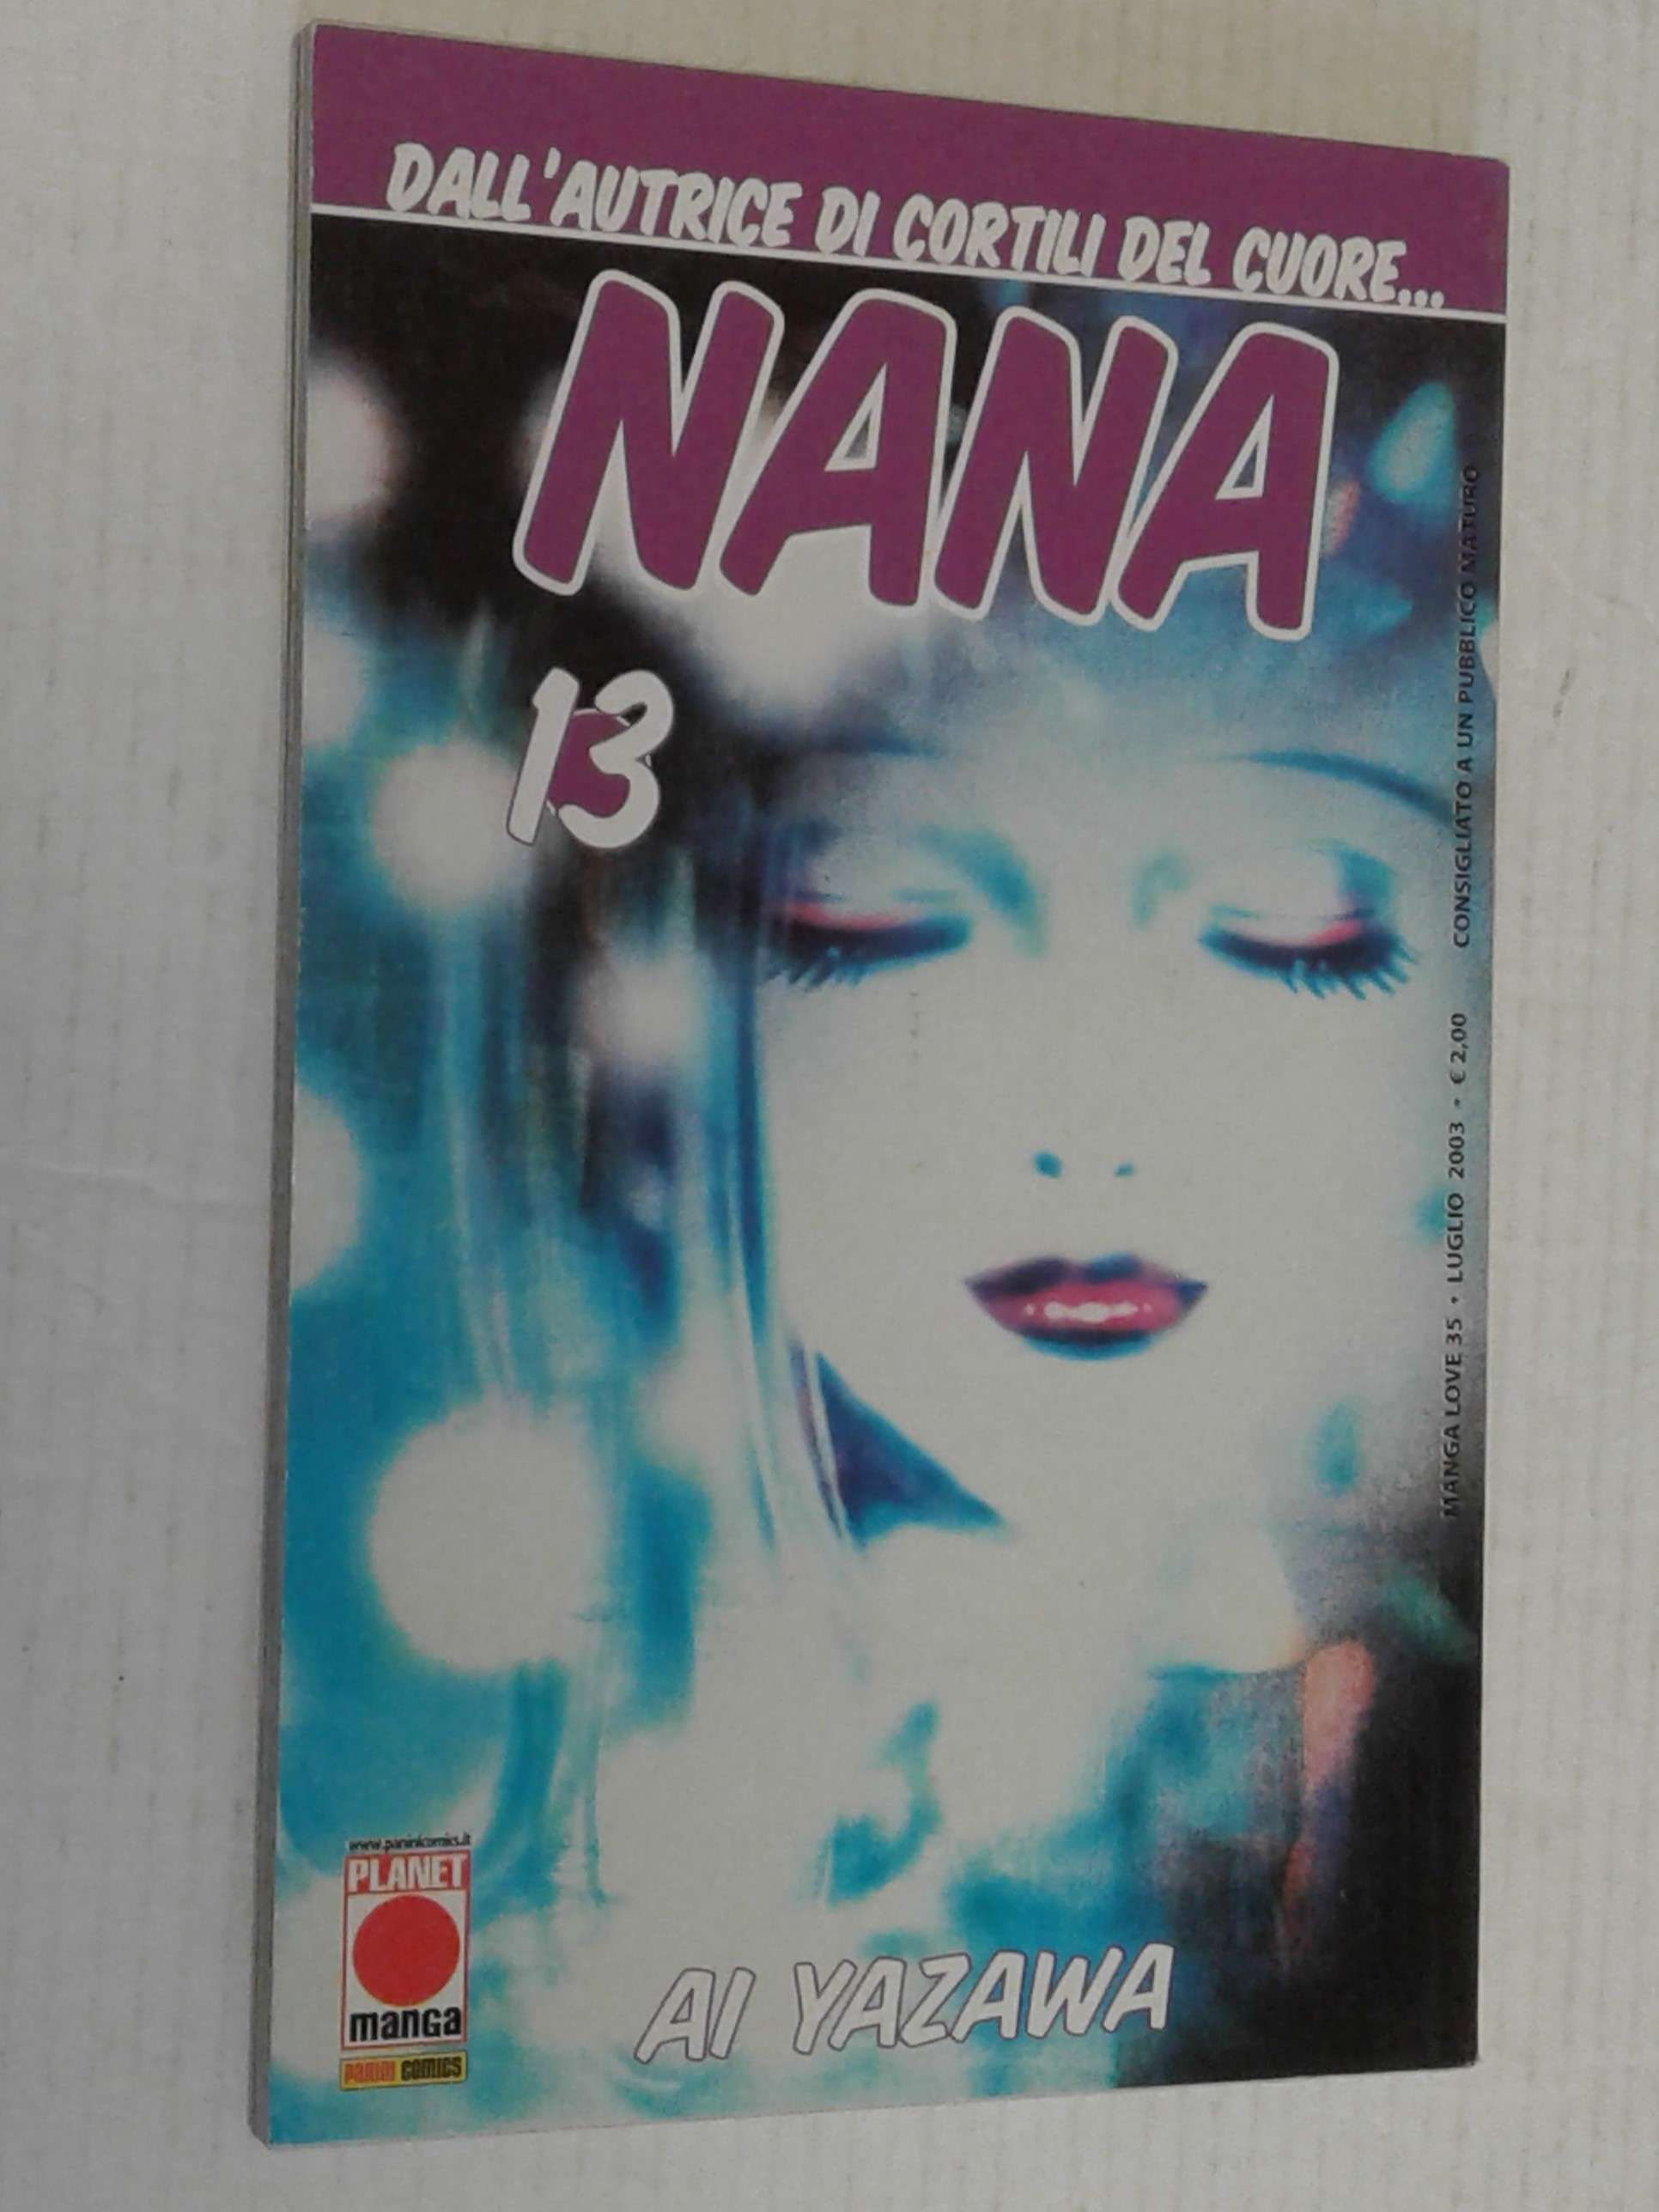 DALL'AUTRICE DI CORTILI DEL CUORE...
NANA
13
CONSIGLIATO A UN PUBBLICO MATURO
MANGA LOVE 35 • LUGLIO 2003 • € 2,00
www.paninicomics.it
PLANET
manga
PANINI COMICS
AI YAZAWA